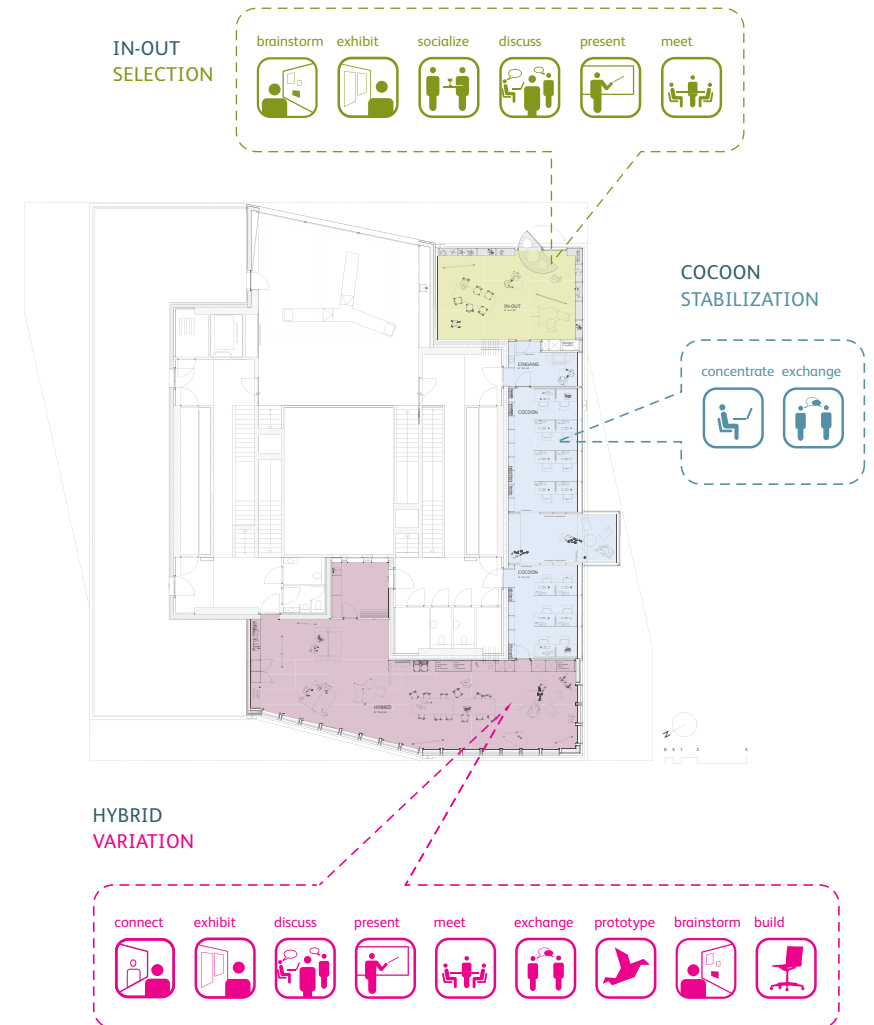 IN-OUT
SELECTION
brainstorm exhibit socialize discuss present meet
COCOON
STABILIZATION
concentrate exchange
IN-OUT
EINGANG
COCOON
COCOON
HYBRID
N
HYBRID
VARIATION
connect exhibit discuss present meet exchange prototype brainstorm build